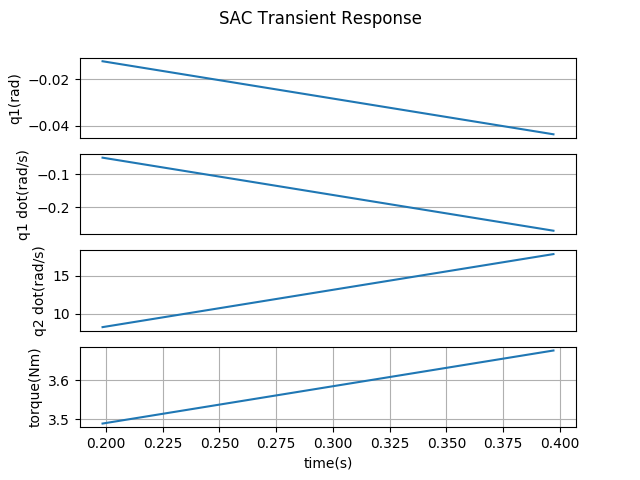 SAC Transient Response
q1(rad)
−0.02
−0.04
q1 dot(rad/s)
−0.1
−0.2
q2 dot(rad/s)
15
10
torque(Nm)
3.6
3.5
0.200 0.225 0.250 0.275 0.300 0.325 0.350 0.375 0.400
time(s)